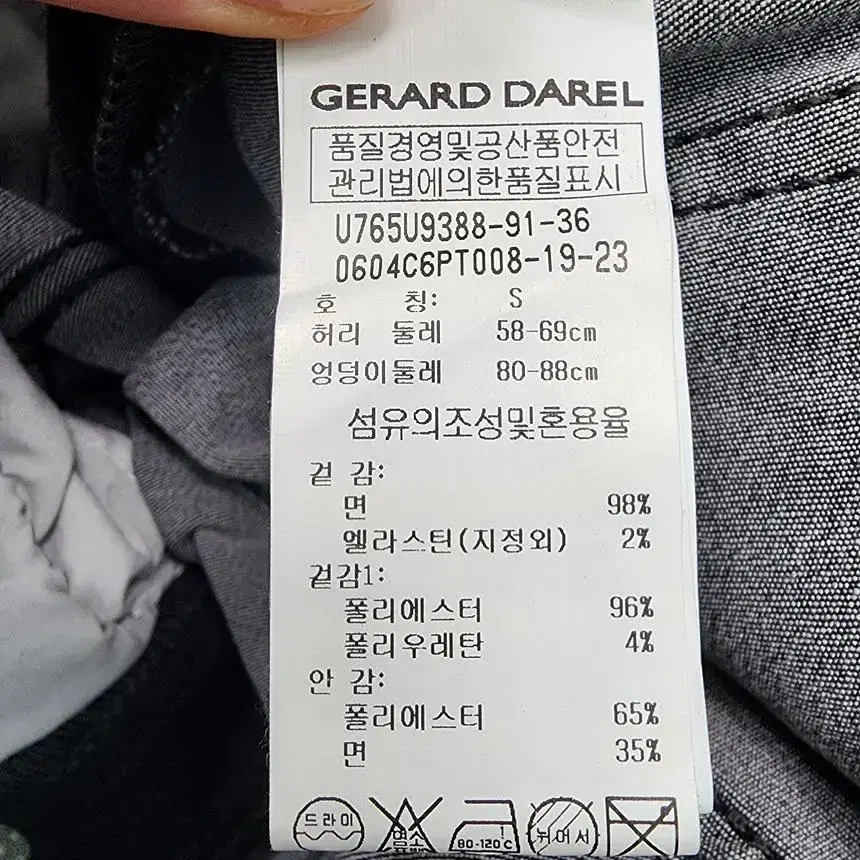 GERARD DAREL
품질경영및공산품안전
관리법에의한품질표시
U765U9388-91-36
0604C6PT008-19-23
호 칭: S
허리 둘레 58-69cm
엉덩이둘레 80-88cm
섬유의조성및혼용율
겉 감:
면 98%
엘라스틴(지정외) 2%
겉감1:
폴리에스터 96%
폴리우레탄 4%
안 감:
폴리에스터 65%
면 35%
드라이 염소 80-120℃ 뉘어서
표백